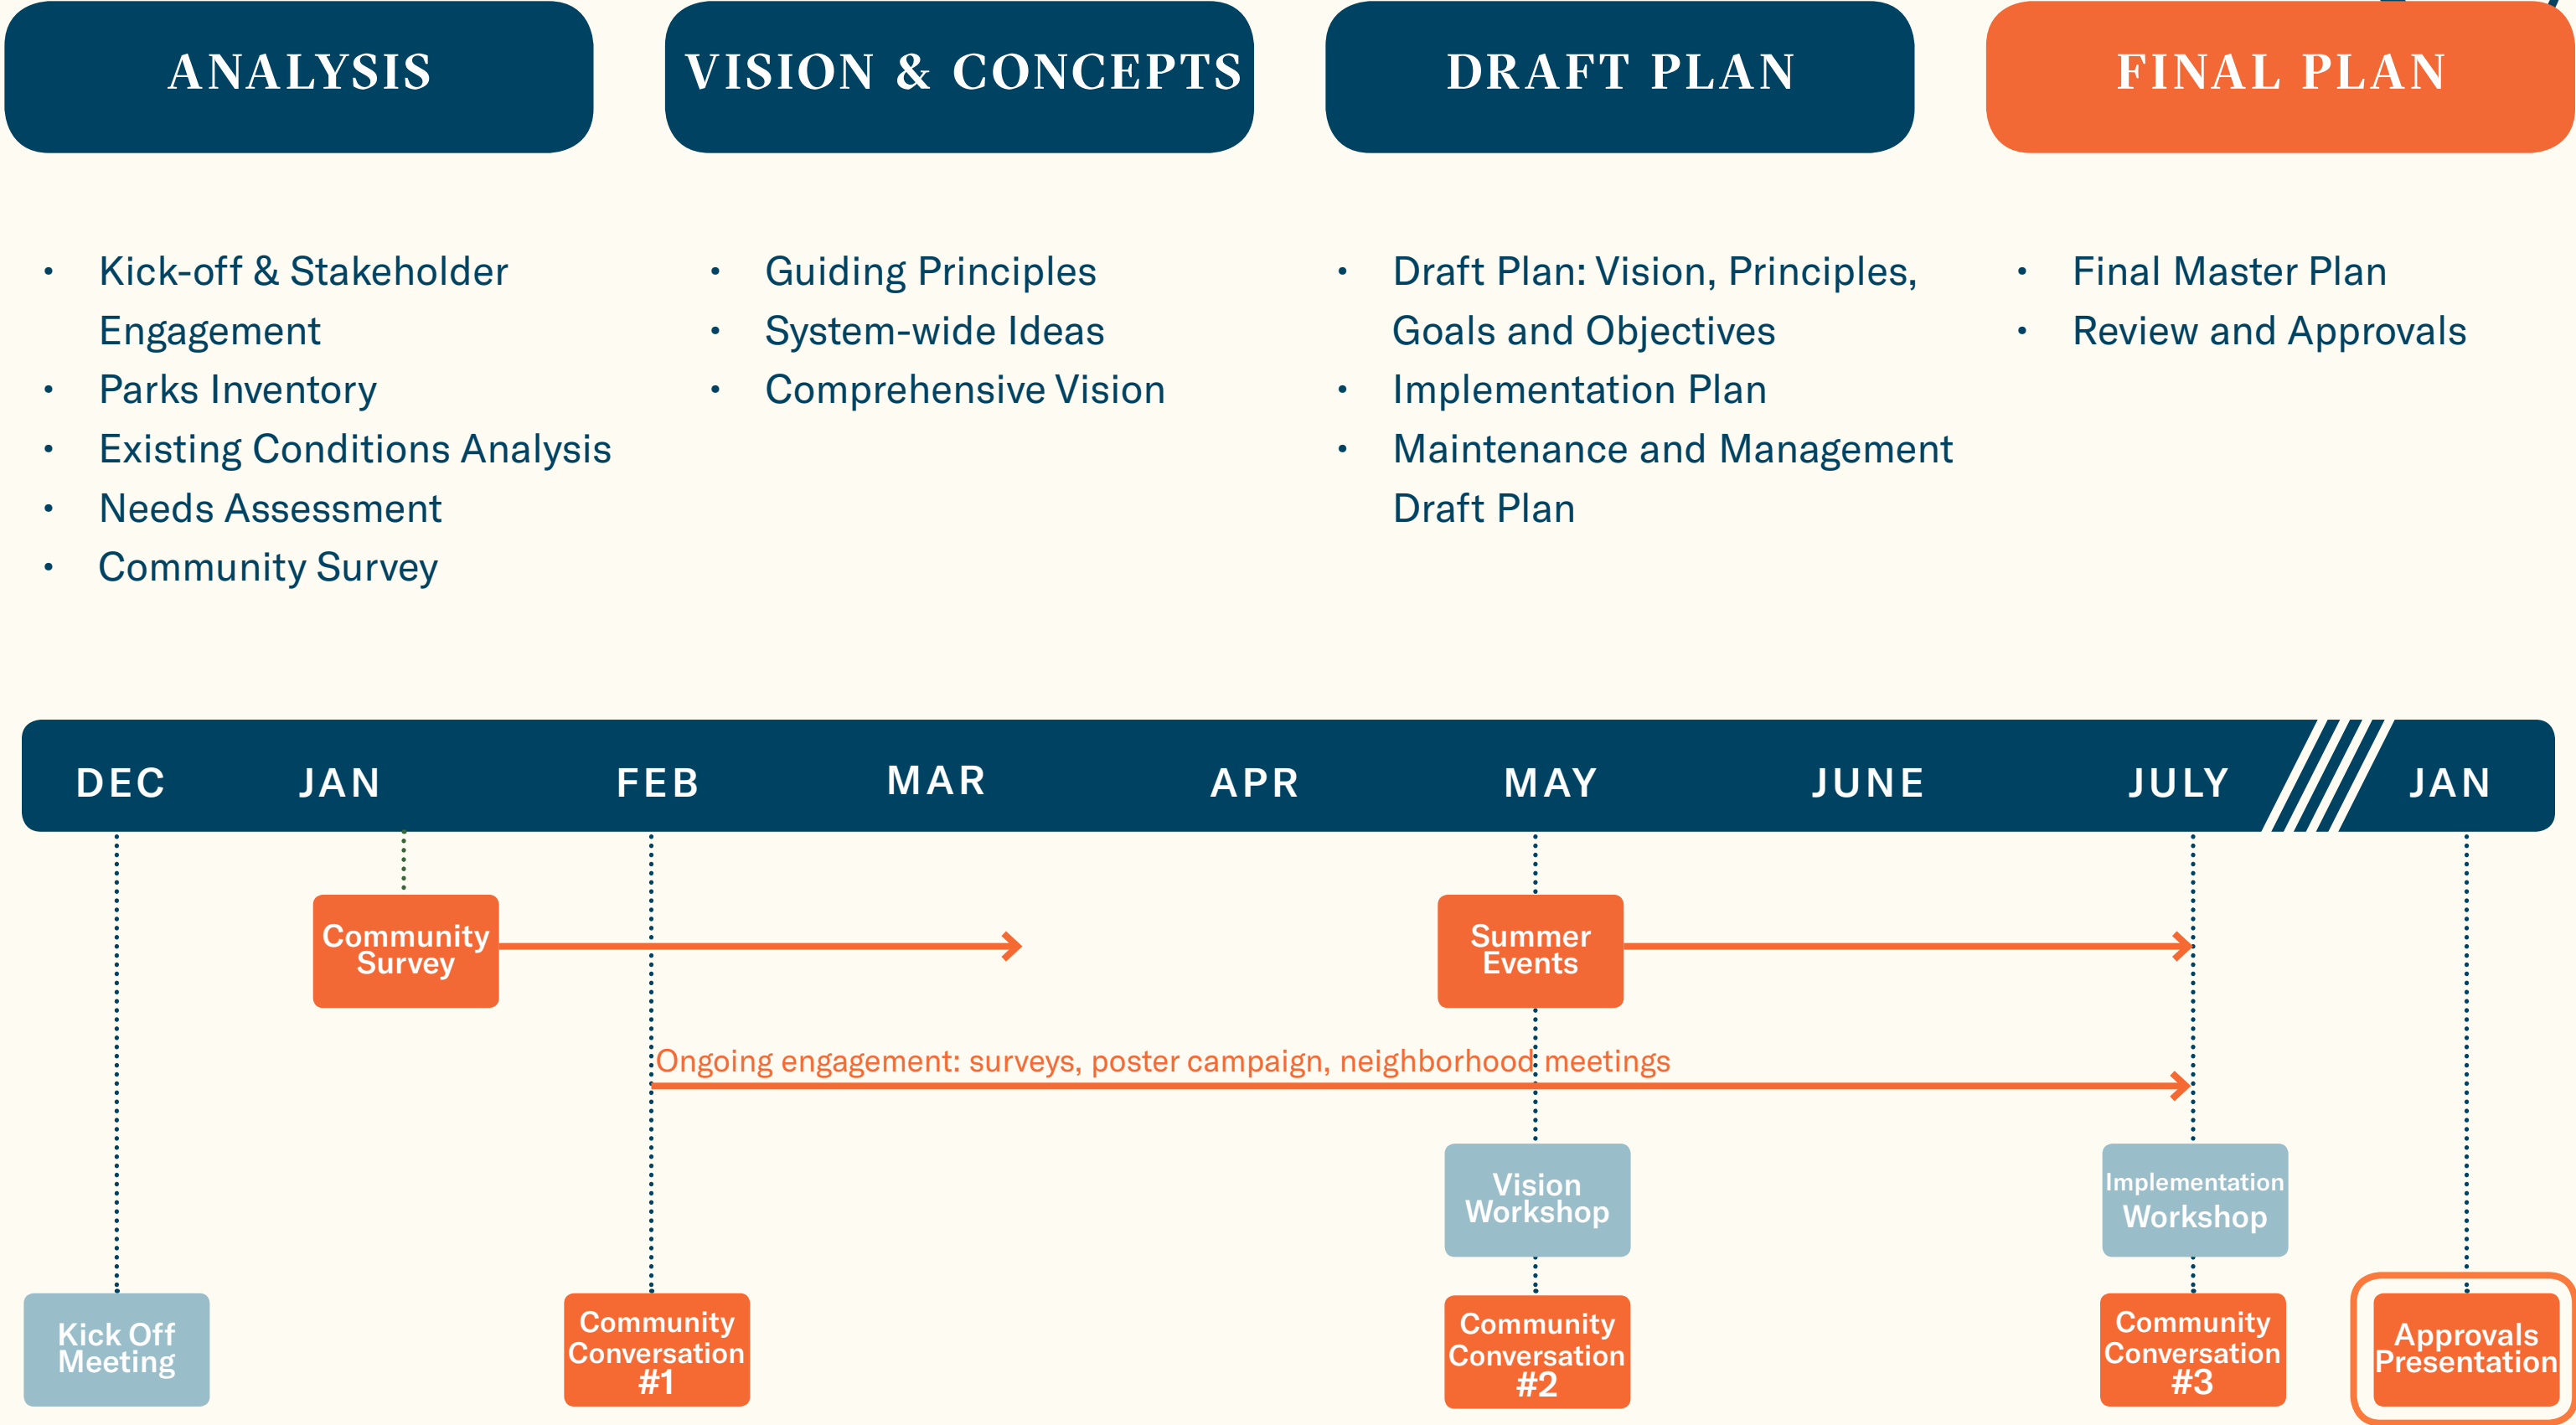 ANALYSIS
VISION & CONCEPTS
DRAFT PLAN
FINAL PLAN
• Kick-off & Stakeholder
Engagement
• Parks Inventory
• Existing Conditions Analysis
• Needs Assessment
• Community Survey
• Guiding Principles
• System-wide Ideas
• Comprehensive Vision
• Draft Plan: Vision, Principles,
Goals and Objectives
• Implementation Plan
• Maintenance and Management
Draft Plan
• Final Master Plan
• Review and Approvals
DEC JAN FEB MAR APR MAY JUNE JULY JAN
Community
Survey
Summer
Events
Ongoing engagement: surveys, poster campaign, neighborhood meetings
Vision
Workshop
Implementation
Workshop
Kick Off
Meeting
Community
Conversation
#1
Community
Conversation
#2
Community
Conversation
#3
Approvals
Presentation